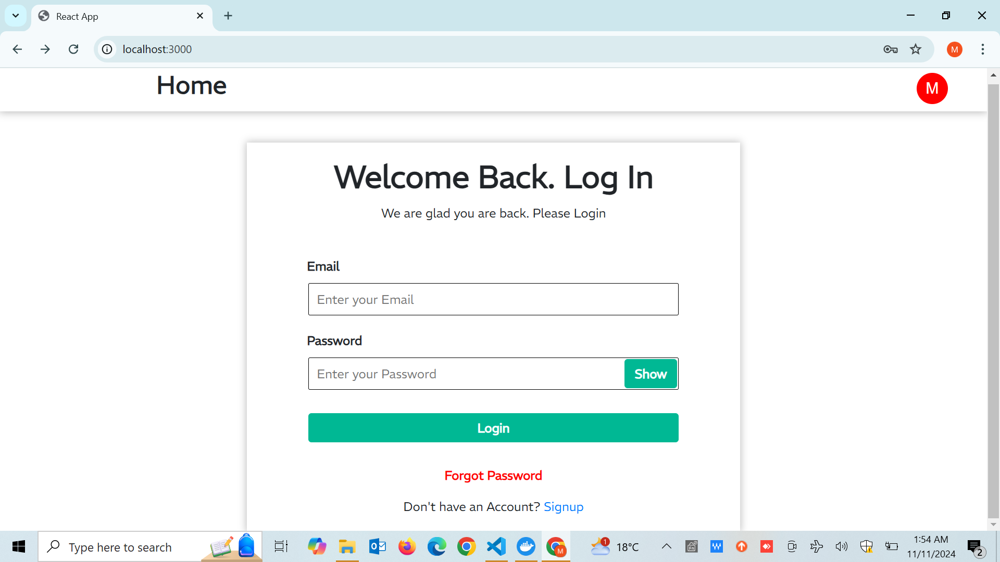 React App
localhost:3000
M
Home
M
Welcome Back. Log In
We are glad you are back. Please Login
Email
Enter your Email
Password
Enter your Password
Show
Login
Forgot Password
Don't have an Account? Signup
Type here to search
M
1
18°C
Fn
1:54 AM
11/11/2024
2